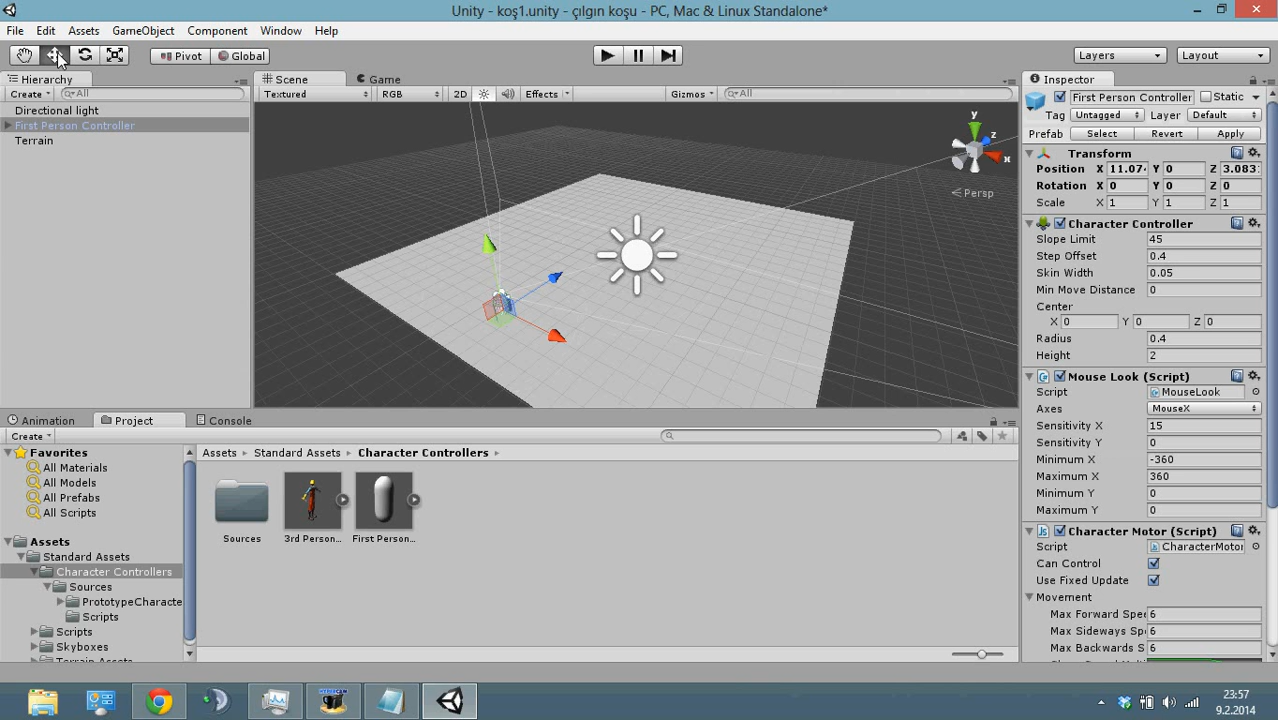 Unity - koş1.unity - çılgın koşu - PC, Mac & Linux Standalone*
File Edit Assets GameObject Component Window Help
Pivot Global Layers Layout
Hierarchy Scene Game Inspector
Create All Textured RGB 2D Effects Gizmos All First Person Controller Static
Directional light
First Person Controller
Terrain
y
z
x
Persp
Tag Untagged Layer Default
Prefab Select Revert Apply
Transform
Position X 11.07 Y 0 Z 3.083
Rotation X 0 Y 0 Z 0
Scale X 1 Y 1 Z 1
Character Controller
Slope Limit 45
Step Offset 0.4
Skin Width 0.05
Min Move Distance 0
Center
X 0 Y 0 Z 0
Radius 0.4
Height 2
Mouse Look (Script)
Script MouseLook
Axes MouseX
Sensitivity X 15
Sensitivity Y 0
Minimum X -360
Maximum X 360
Minimum Y 0
Maximum Y 0
Character Motor (Script)
Script CharacterMotor
Can Control
Use Fixed Update
Movement
Max Forward Spe 6
Max Sideways Sp 6
Max Backwards S 6
Animation Project Console
Create
Favorites
All Materials
All Models
All Prefabs
All Scripts
Assets
Standard Assets
Character Controllers
Sources
PrototypeCharacte
Scripts
Scripts
Skyboxes
Terrain Assets
Assets Standard Assets Character Controllers
Sources 3rd Person... First Person...
23:57
9.2.2014